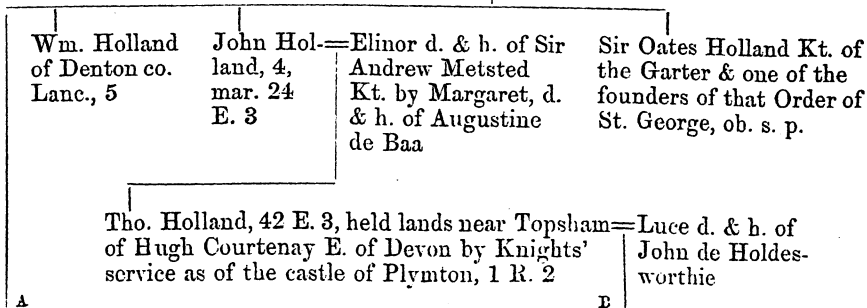 Wm. Holland
of Denton co.
Lanc., 5
John Hol-
land, 4,
mar. 24
E. 3
Elinor d. & h. of Sir
Andrew Metsted
Kt. by Margaret, d.
& h. of Augustine
de Baa
Sir Oates Holland Kt. of
the Garter & one of the
founders of that Order of
St. George, ob. s. p.
Tho. Holland, 42 E. 3, held lands near Topsham
of Hugh Courtenay E. of Devon by Knights'
service as of the castle of Plymton, 1 R. 2
Luce d. & h. of
John de Holdes-
worthie
A
B